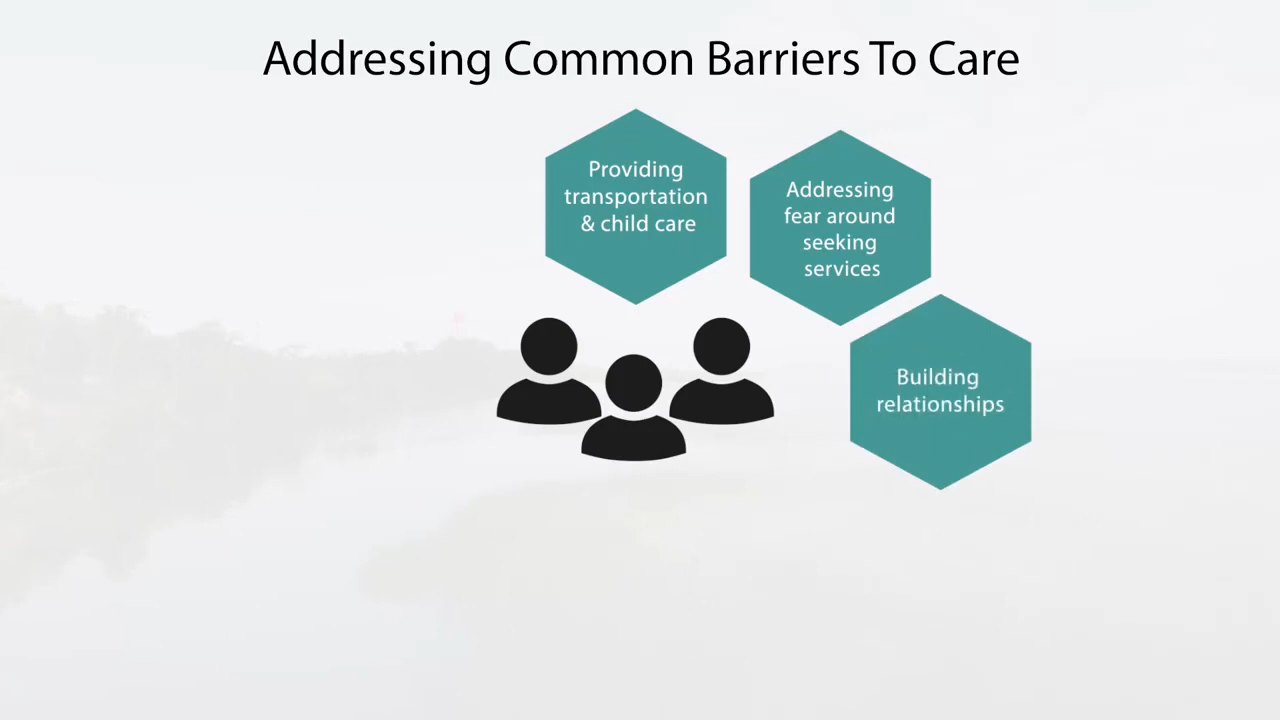 Addressing Common Barriers To Care
Providing
transportation
& child care
Addressing
fear around
seeking
services
Building
relationships